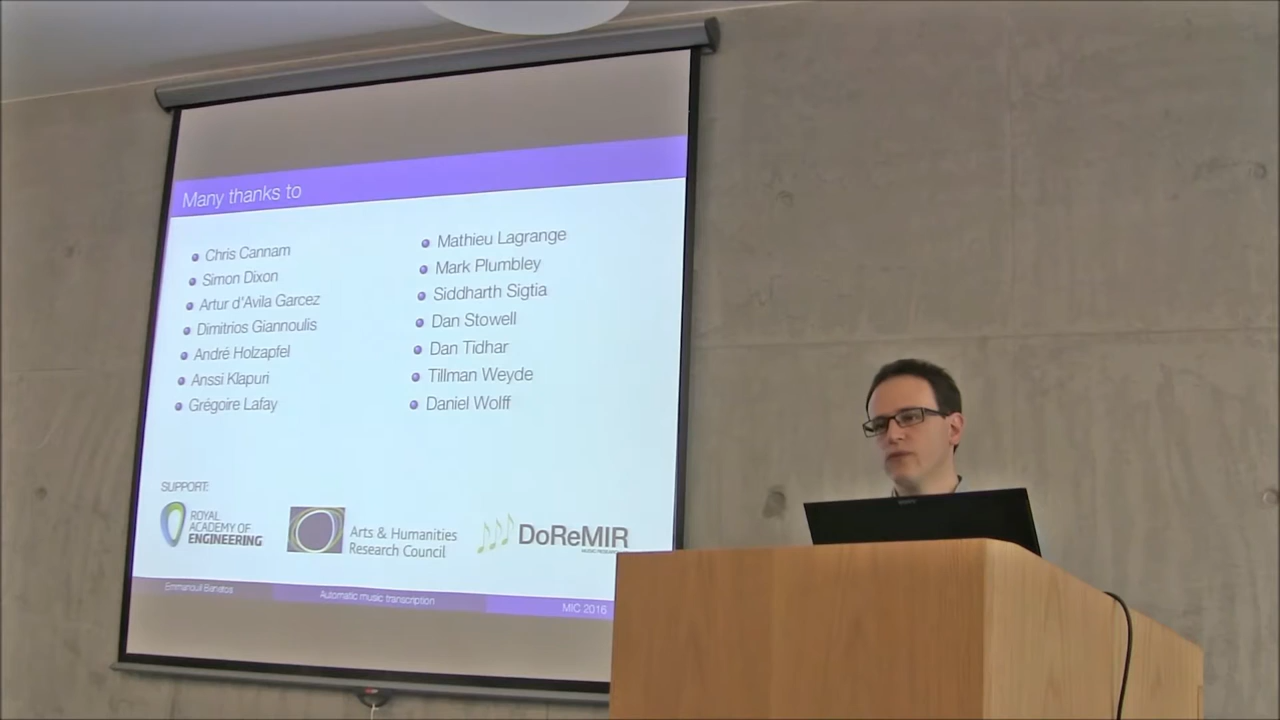 Many thanks to
Chris Cannam
Simon Dixon
Artur d'Avila Garcez
Dimitrios Giannoulis
André Holzapfel
Anssi Klapuri
Grégoire Lafay
Mathieu Lagrange
Mark Plumbley
Siddharth Sigtia
Dan Stowell
Dan Tidhar
Tillman Weyde
Daniel Wolff
SUPPORT:
ROYAL
ACADEMY OF
ENGINEERING
Arts & Humanities
Research Council
DoReMIR
Emmanouil Benetos
Automatic music transcription
MIC 2016